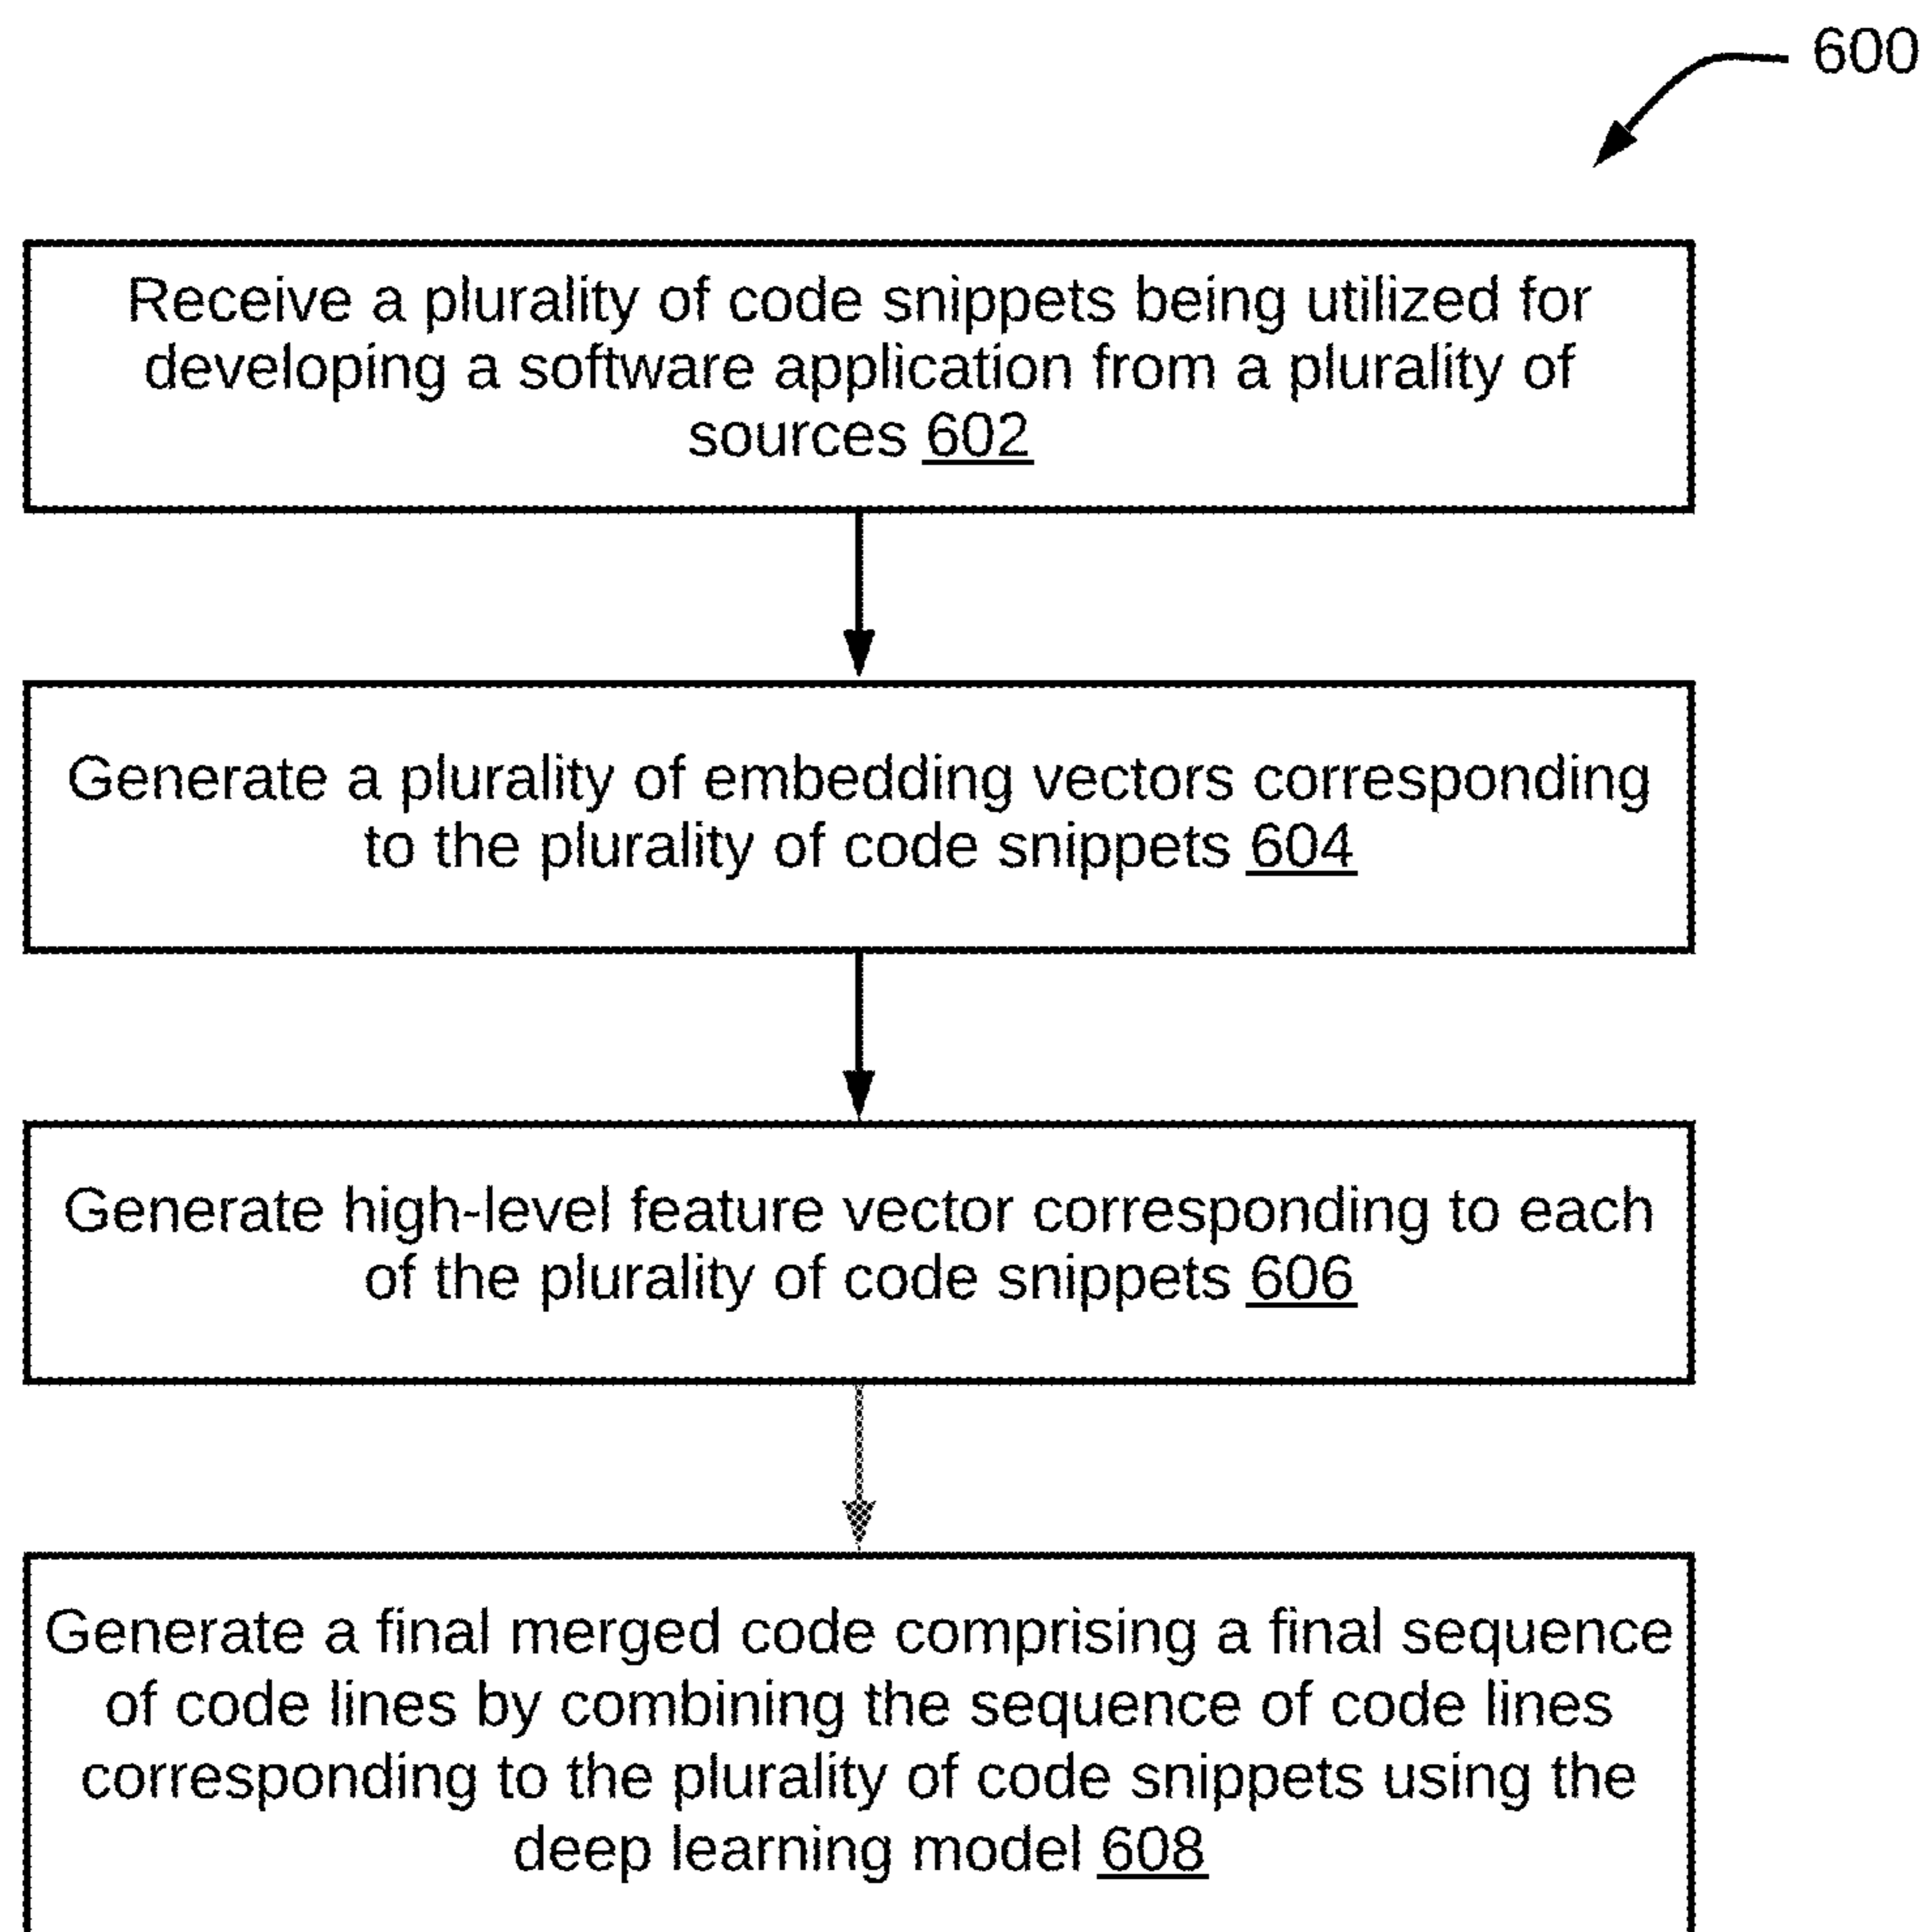 600
Receive a plurality of code snippets being utilized for
developing a software application from a plurality of
sources 602
Generate a plurality of embedding vectors corresponding
to the plurality of code snippets 604
Generate high-level feature vector corresponding to each
of the plurality of code snippets 606
Generate a final merged code comprising a final sequence
of code lines by combining the sequence of code lines
corresponding to the plurality of code snippets using the
deep learning model 608